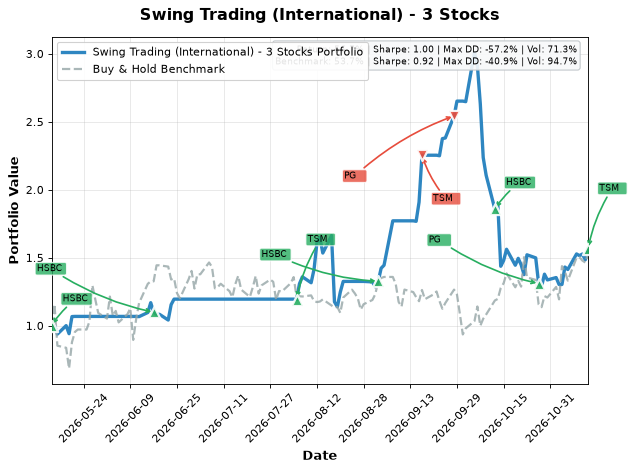 Swing Trading (International) - 3 Stocks
Swing Trading (International) - 3 Stocks Portfolio
Buy & Hold Benchmark
Sharpe: 1.00 | Max DD: -57.2% | Vol: 71.3%
Benchmark: 53.7% Sharpe: 0.92 | Max DD: -40.9% | Vol: 94.7%
3.0
2.5
2.0
1.5
1.0
Portfolio Value
PG
TSM
HSBC
TSM
TSM
HSBC
PG
HSBC
HSBC
2026-05-24
2026-06-09
2026-06-25
2026-07-11
2026-07-27
2026-08-12
2026-08-28
2026-09-13
2026-09-29
2026-10-15
2026-10-31
Date